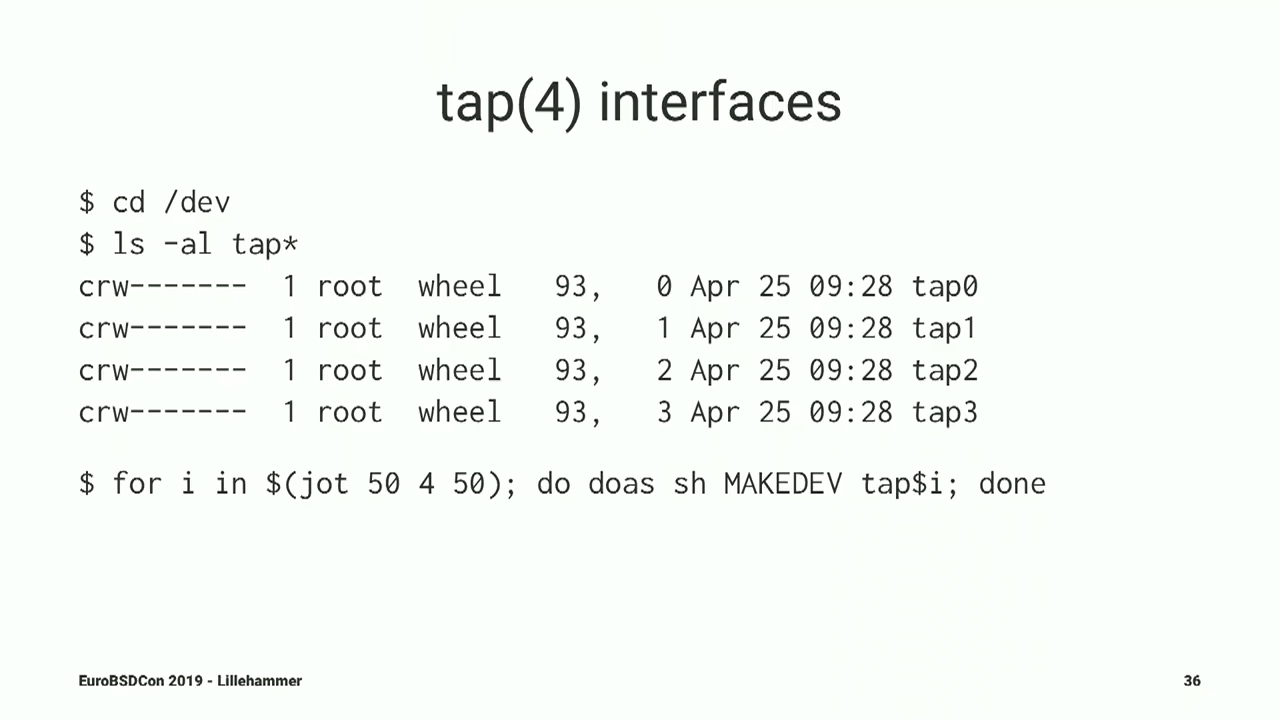 tap(4) interfaces
$ cd /dev
$ ls -al tap*
crw------- 1 root wheel 93, 0 Apr 25 09:28 tap0
crw------- 1 root wheel 93, 1 Apr 25 09:28 tap1
crw------- 1 root wheel 93, 2 Apr 25 09:28 tap2
crw------- 1 root wheel 93, 3 Apr 25 09:28 tap3
$ for i in $(jot 50 4 50); do doas sh MAKEDEV tap$i; done
EuroBSDCon 2019 - Lillehammer 36